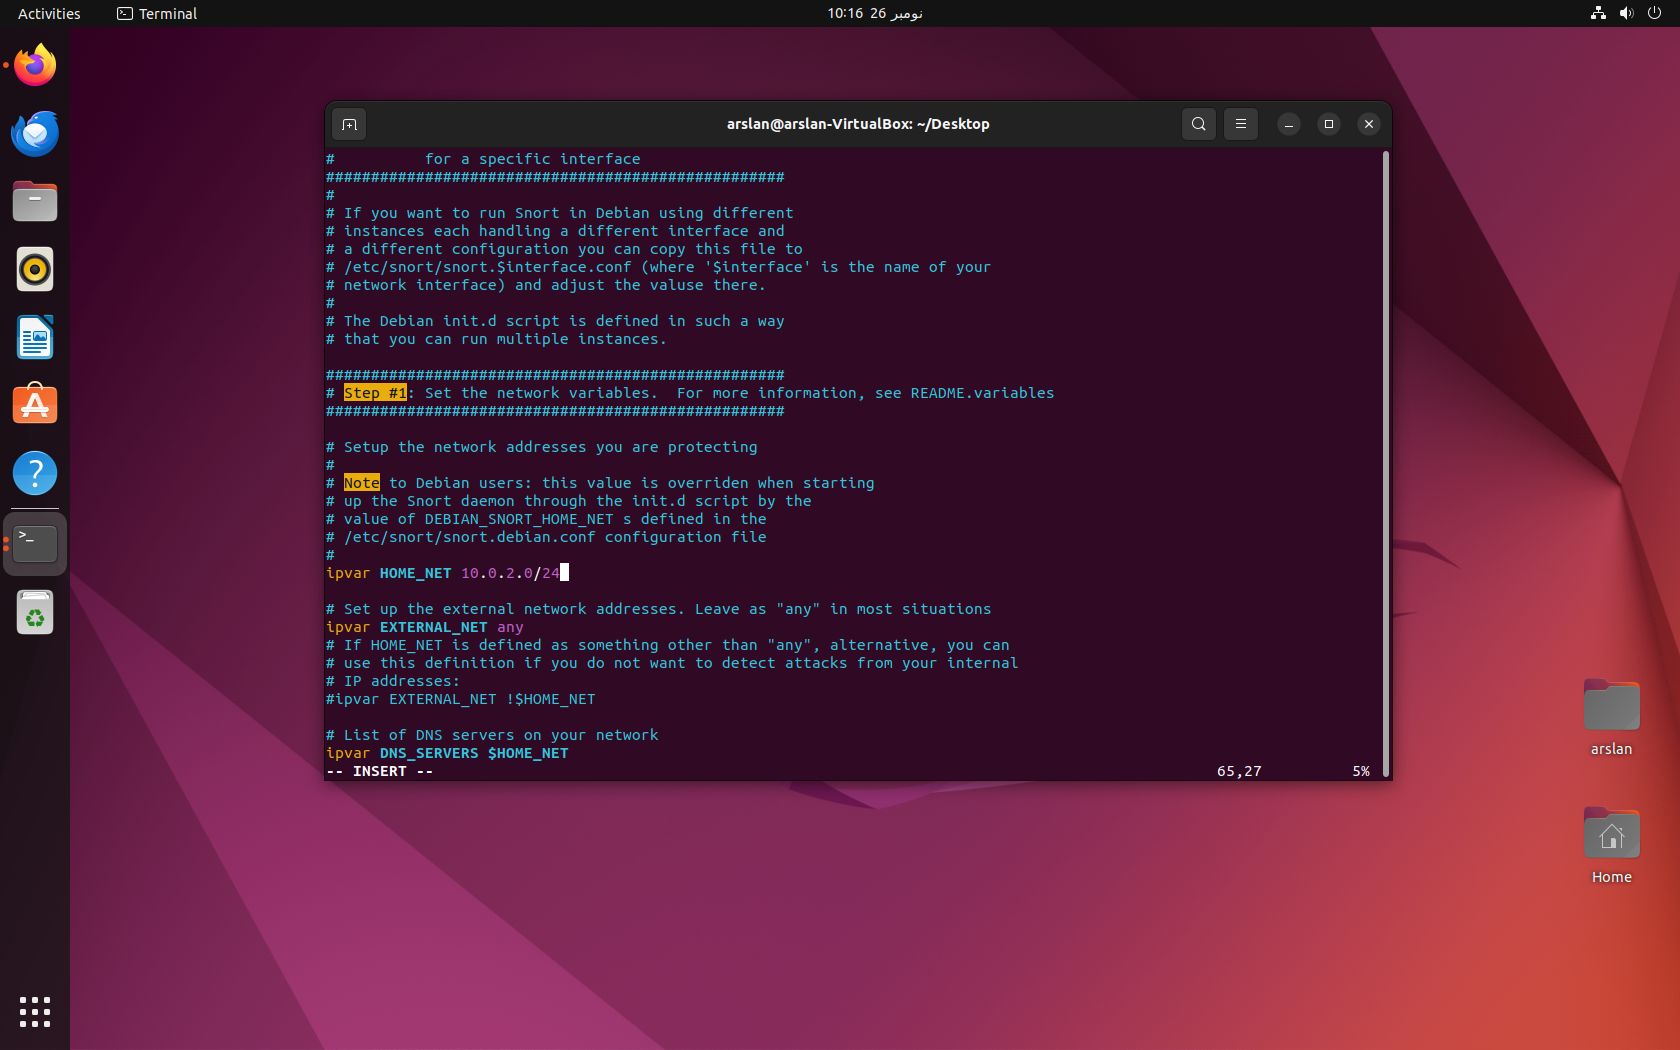 Activities
Terminal
10:16 26 نومبر
arslan@arslan-VirtualBox: ~/Desktop
#          for a specific interface
###################################################
#
# If you want to run Snort in Debian using different
# instances each handling a different interface and
# a different configuration you can copy this file to
# /etc/snort/snort.$interface.conf (where '$interface' is the name of your
# network interface) and adjust the valuse there.
#
# The Debian init.d script is defined in such a way
# that you can run multiple instances.
###################################################
# Step #1: Set the network variables.  For more information, see README.variables
###################################################
# Setup the network addresses you are protecting
#
# Note to Debian users: this value is overriden when starting
# up the Snort daemon through the init.d script by the
# value of DEBIAN_SNORT_HOME_NET s defined in the
# /etc/snort/snort.debian.conf configuration file
#
ipvar HOME_NET 10.0.2.0/24
# Set up the external network addresses. Leave as "any" in most situations
ipvar EXTERNAL_NET any
# If HOME_NET is defined as something other than "any", alternative, you can
# use this definition if you do not want to detect attacks from your internal
# IP addresses:
#ipvar EXTERNAL_NET !$HOME_NET
# List of DNS servers on your network
ipvar DNS_SERVERS $HOME_NET
-- INSERT -- 65,27 5%
arslan
Home